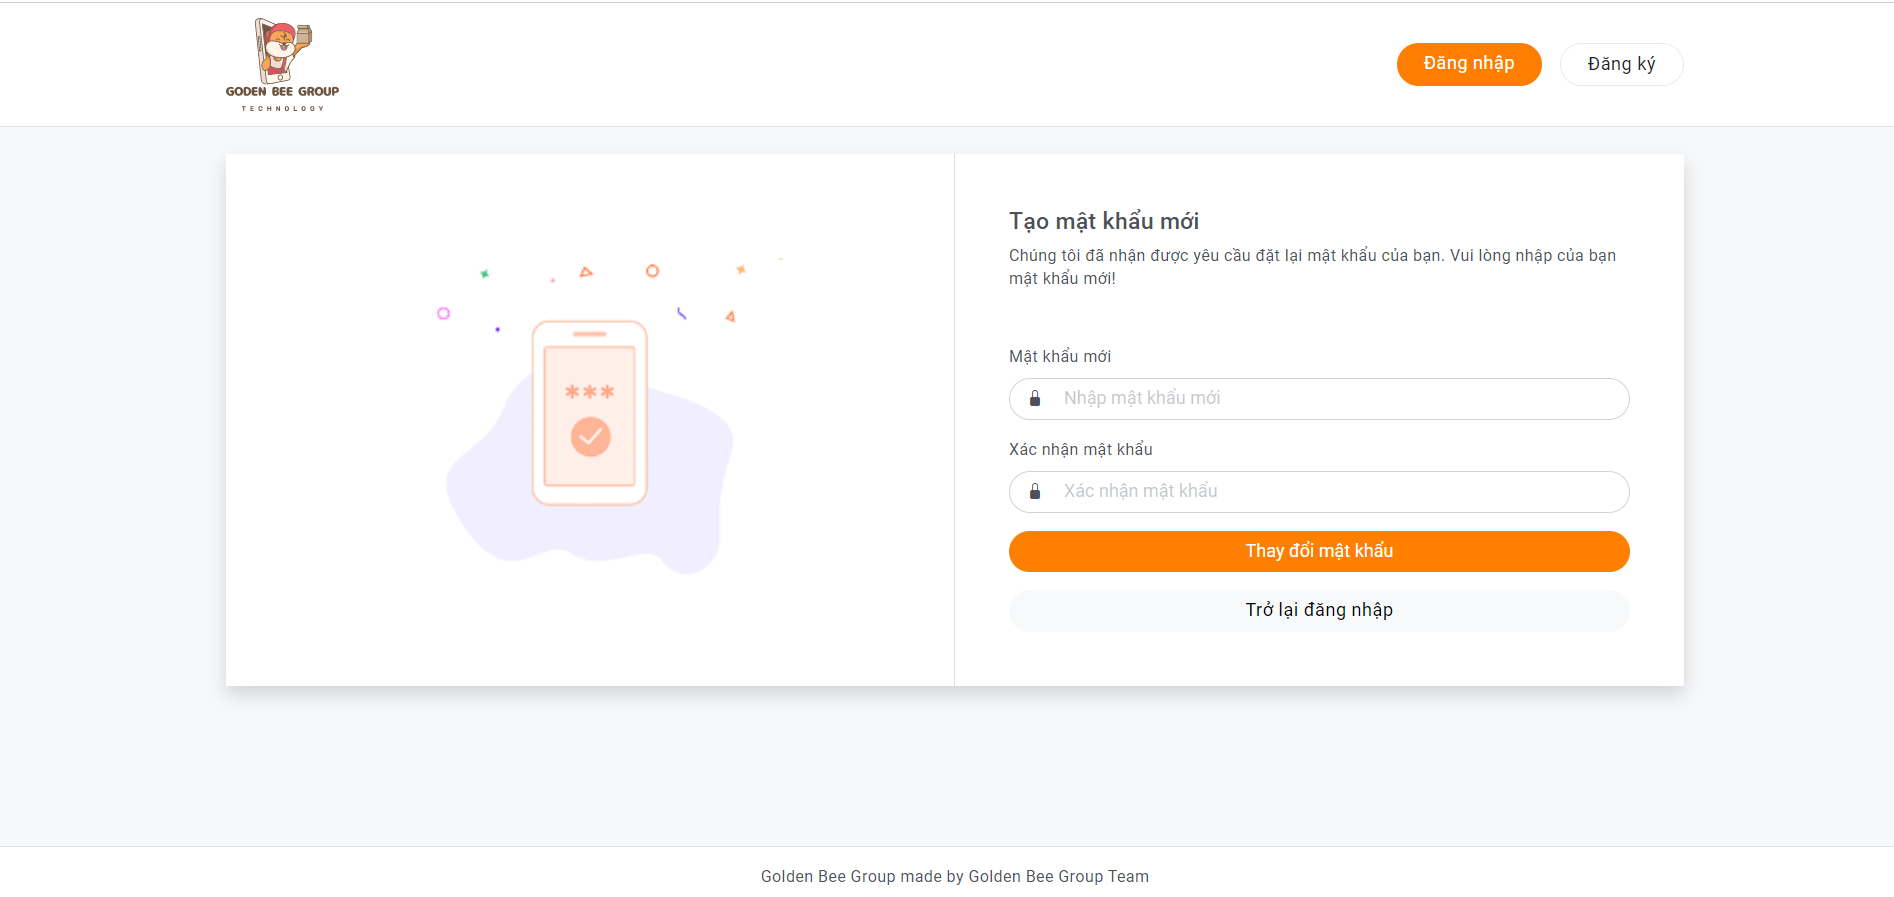 GODEN BEE GROUP
TECHNOLOGY
Đăng nhập
Đăng ký
Tạo mật khẩu mới
Chúng tôi đã nhận được yêu cầu đặt lại mật khẩu của bạn. Vui lòng nhập của bạn
mật khẩu mới!
***
Mật khẩu mới
Nhập mật khẩu mới
Xác nhận mật khẩu
Xác nhận mật khẩu
Thay đổi mật khẩu
Trở lại đăng nhập
Golden Bee Group made by Golden Bee Group Team